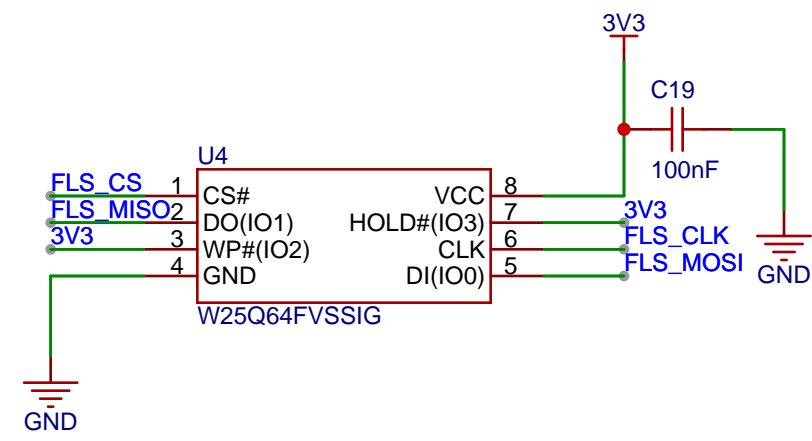 3V3
C19
100nF
U4
FLS_CS 1 CS# VCC 8
FLS_MISO 2 DO(IO1) HOLD#(IO3) 7 3V3
3V3 3 WP#(IO2) CLK 6 FLS_CLK
4 GND DI(IO0) 5 FLS_MOSI
GND
W25Q64FVSSIG
GND